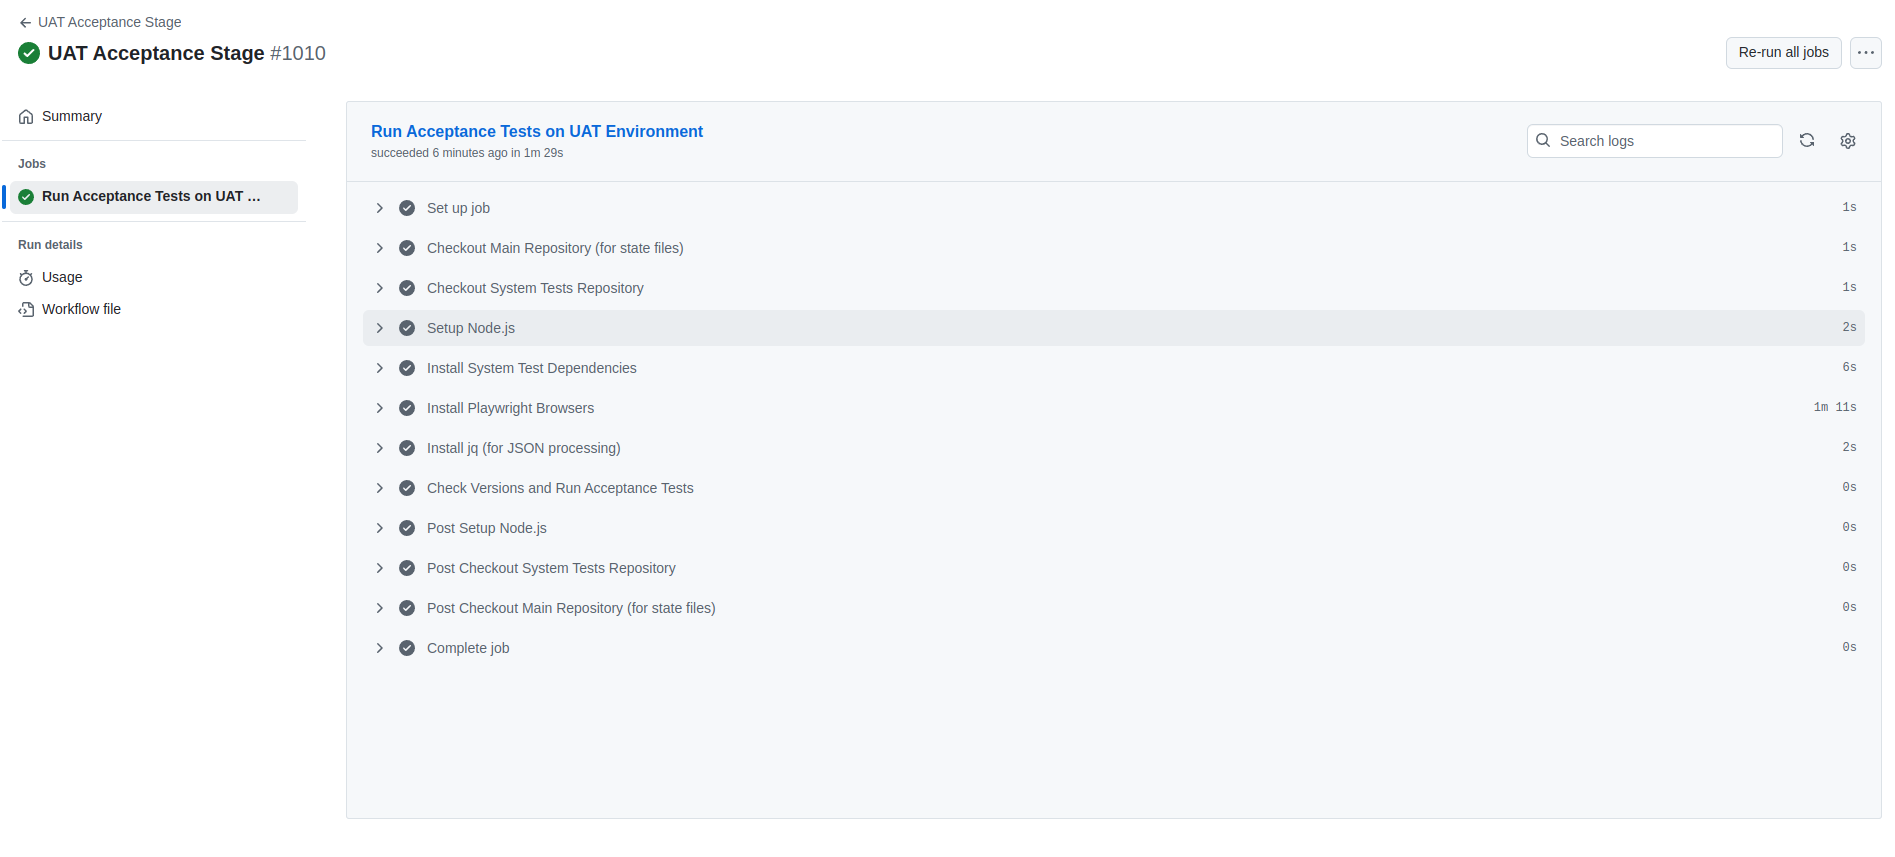 UAT Acceptance Stage
UAT Acceptance Stage #1010
Re-run all jobs
Summary
Jobs
Run Acceptance Tests on UAT ...
Run details
Usage
Workflow file
Run Acceptance Tests on UAT Environment
succeeded 6 minutes ago in 1m 29s
Search logs
Set up job 1s
Checkout Main Repository (for state files) 1s
Checkout System Tests Repository 1s
Setup Node.js 2s
Install System Test Dependencies 6s
Install Playwright Browsers 1m 11s
Install jq (for JSON processing) 2s
Check Versions and Run Acceptance Tests 0s
Post Setup Node.js 0s
Post Checkout System Tests Repository 0s
Post Checkout Main Repository (for state files) 0s
Complete job 0s